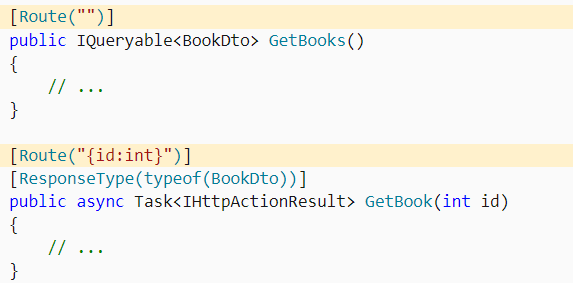 [Route("")]
public IQueryable<BookDto> GetBooks()
{
    // ...
}
[Route("{id:int}")]
[ResponseType(typeof(BookDto))]
public async Task<IHttpActionResult> GetBook(int id)
{
    // ...
}